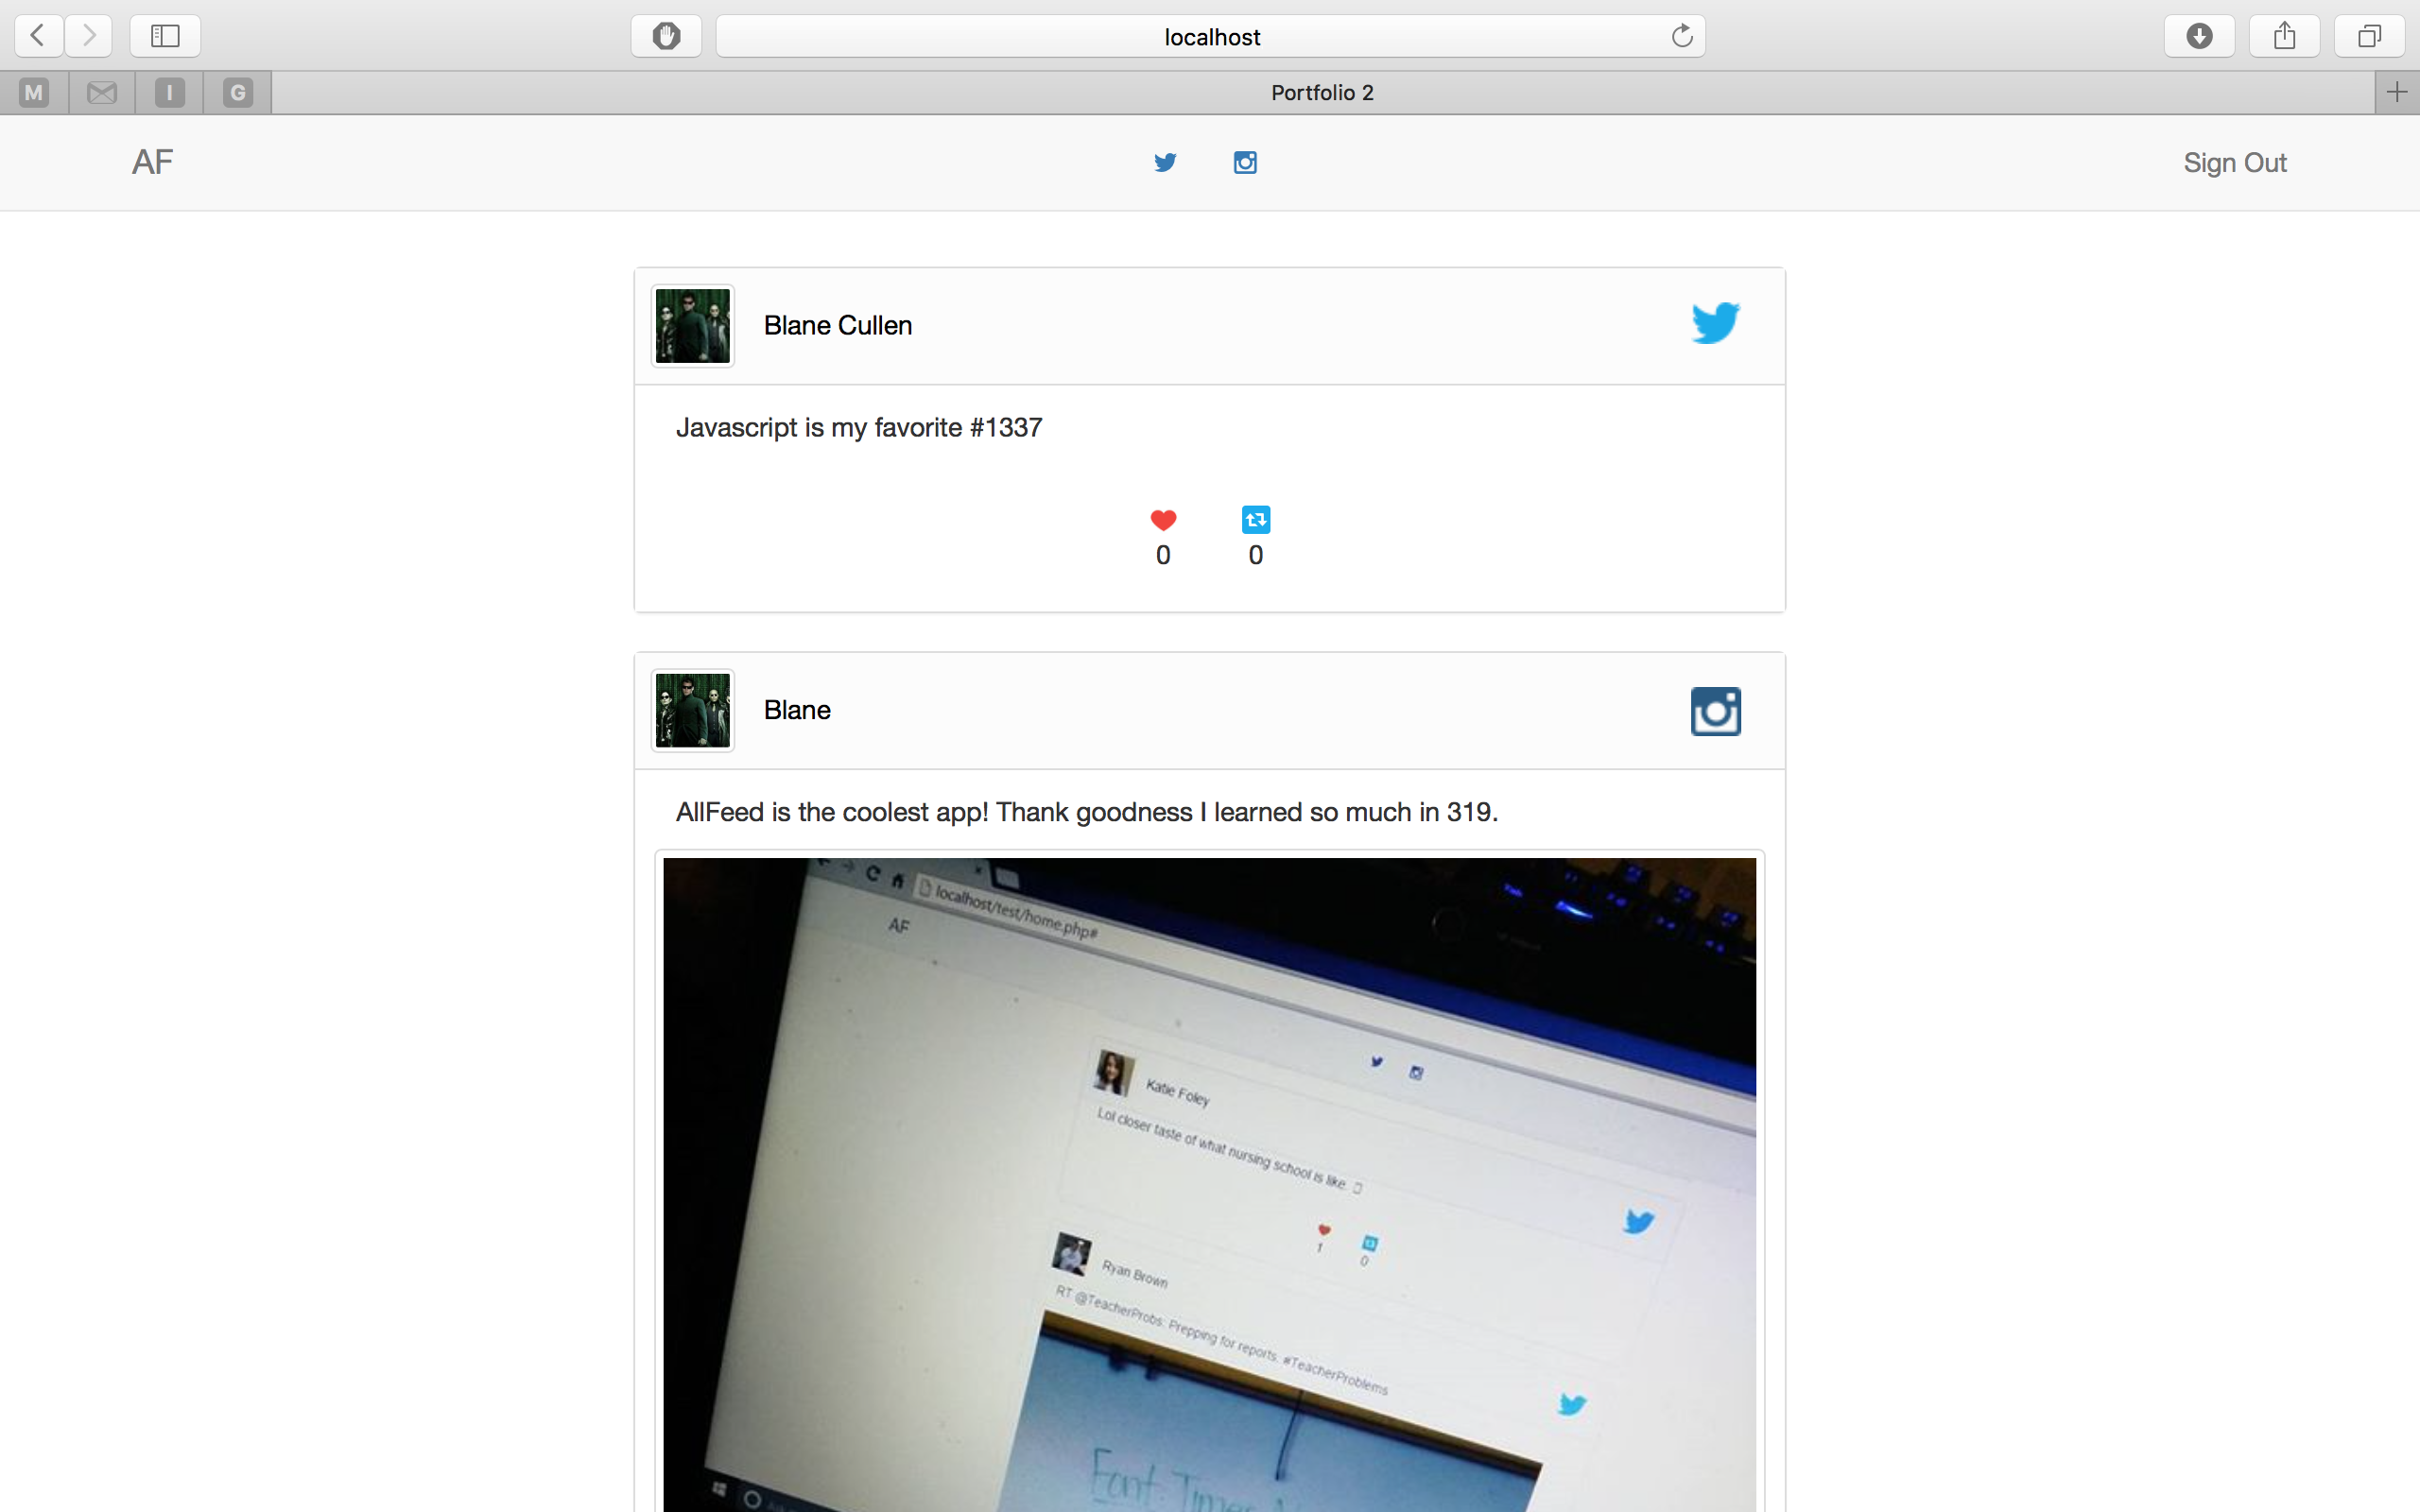 localhost
M
I
G
Portfolio 2
AF
Sign Out
Blane Cullen
Javascript is my favorite #1337
0
0
Blane
AllFeed is the coolest app! Thank goodness I learned so much in 319.
localhost/test/home.php#
AF
Katie Foley
Lol closer taste of what nursing school is like.
1
0
Ryan Brown
RT @TeacherProbs: Prepping for reports. #TeacherProblems
Font: Times